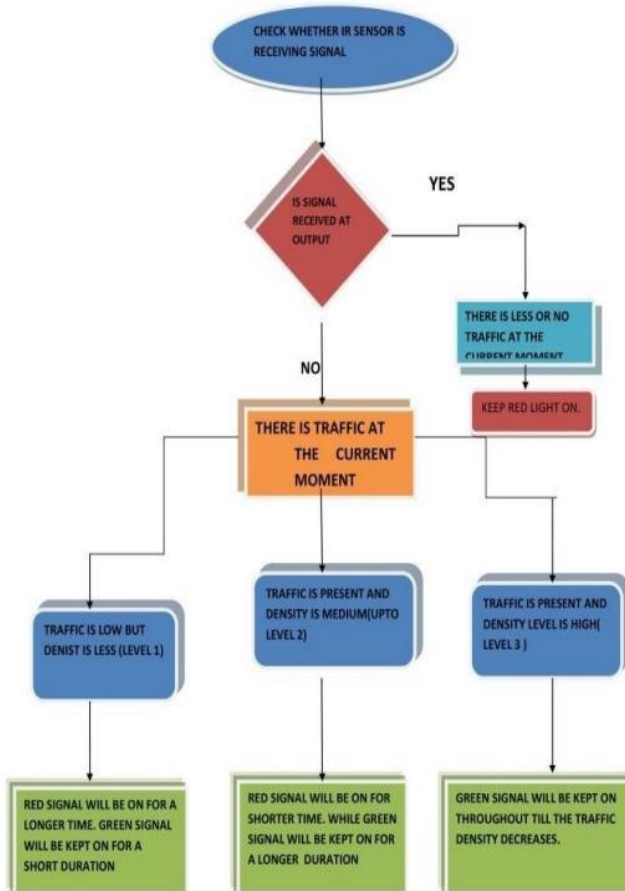 CHECK WHETHER IR SENSOR IS
RECEIVING SIGNAL
IS SIGNAL
RECEIVED AT
OUTPUT
YES
THERE IS LESS OR NO
TRAFFIC AT THE
CURRENT MOMENT
KEEP RED LIGHT ON.
NO
THERE IS TRAFFIC AT
THE CURRENT
MOMENT
TRAFFIC IS LOW BUT
DENIST IS LESS (LEVEL 1)
TRAFFIC IS PRESENT AND
DENSITY IS MEDIUM(UPTO
LEVEL 2)
TRAFFIC IS PRESENT AND
DENSITY LEVEL IS HIGH(
LEVEL 3 )
RED SIGNAL WILL BE ON FOR A
LONGER TIME. GREEN SIGNAL
WILL BE KEPT ON FOR A
SHORT DURATION
RED SIGNAL WILL BE ON FOR
SHORTER TIME. WHILE GREEN
SIGNAL WILL BE KEPT ON FOR
A LONGER DURATION
GREEN SIGNAL WILL BE KEPT ON
THROUGHOUT TILL THE TRAFFIC
DENSITY DECREASES.